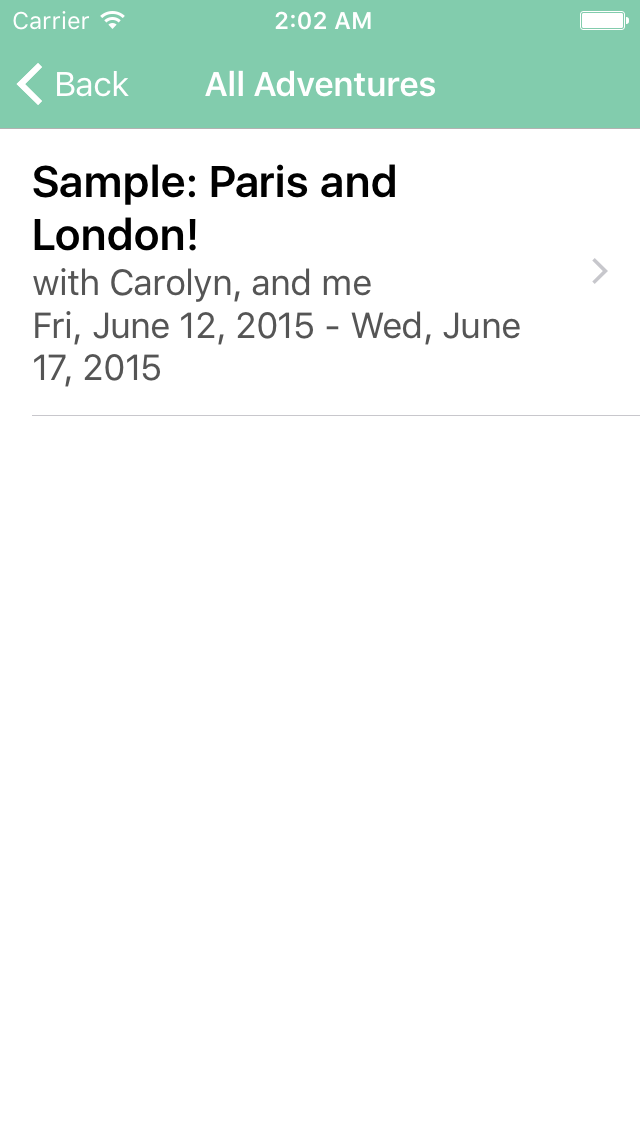 Carrier 2:02 AM
Back All Adventures
Sample: Paris and
London!
with Carolyn, and me
Fri, June 12, 2015 - Wed, June
17, 2015